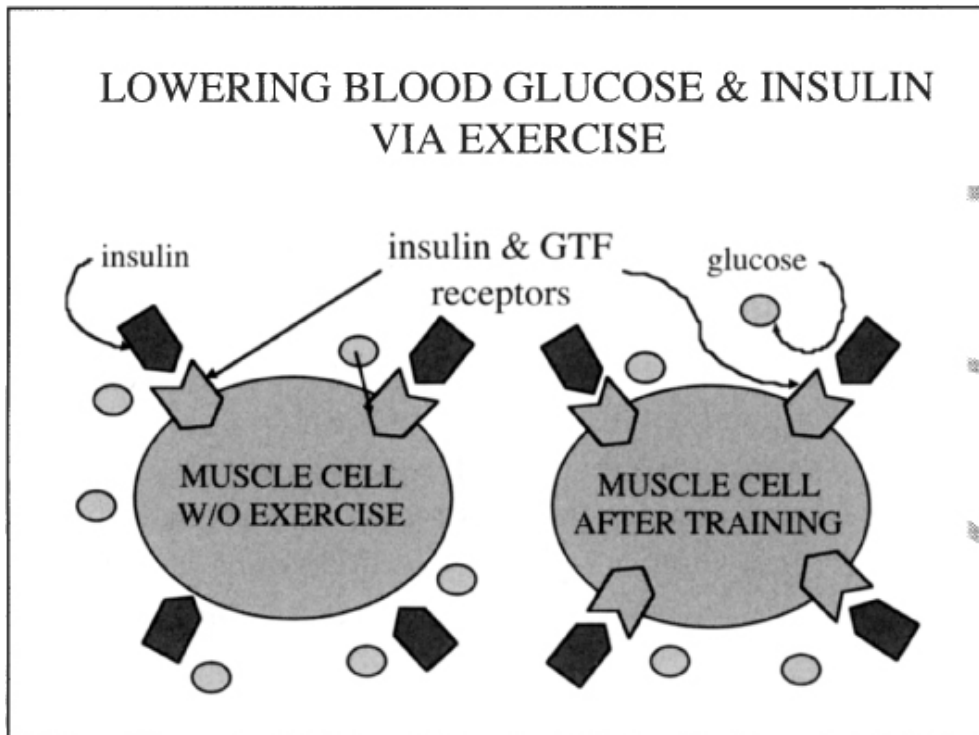 LOWERING BLOOD GLUCOSE & INSULIN
VIA EXERCISE
insulin
insulin & GTF
receptors
glucose
MUSCLE CELL
W/O EXERCISE
MUSCLE CELL
AFTER TRAINING